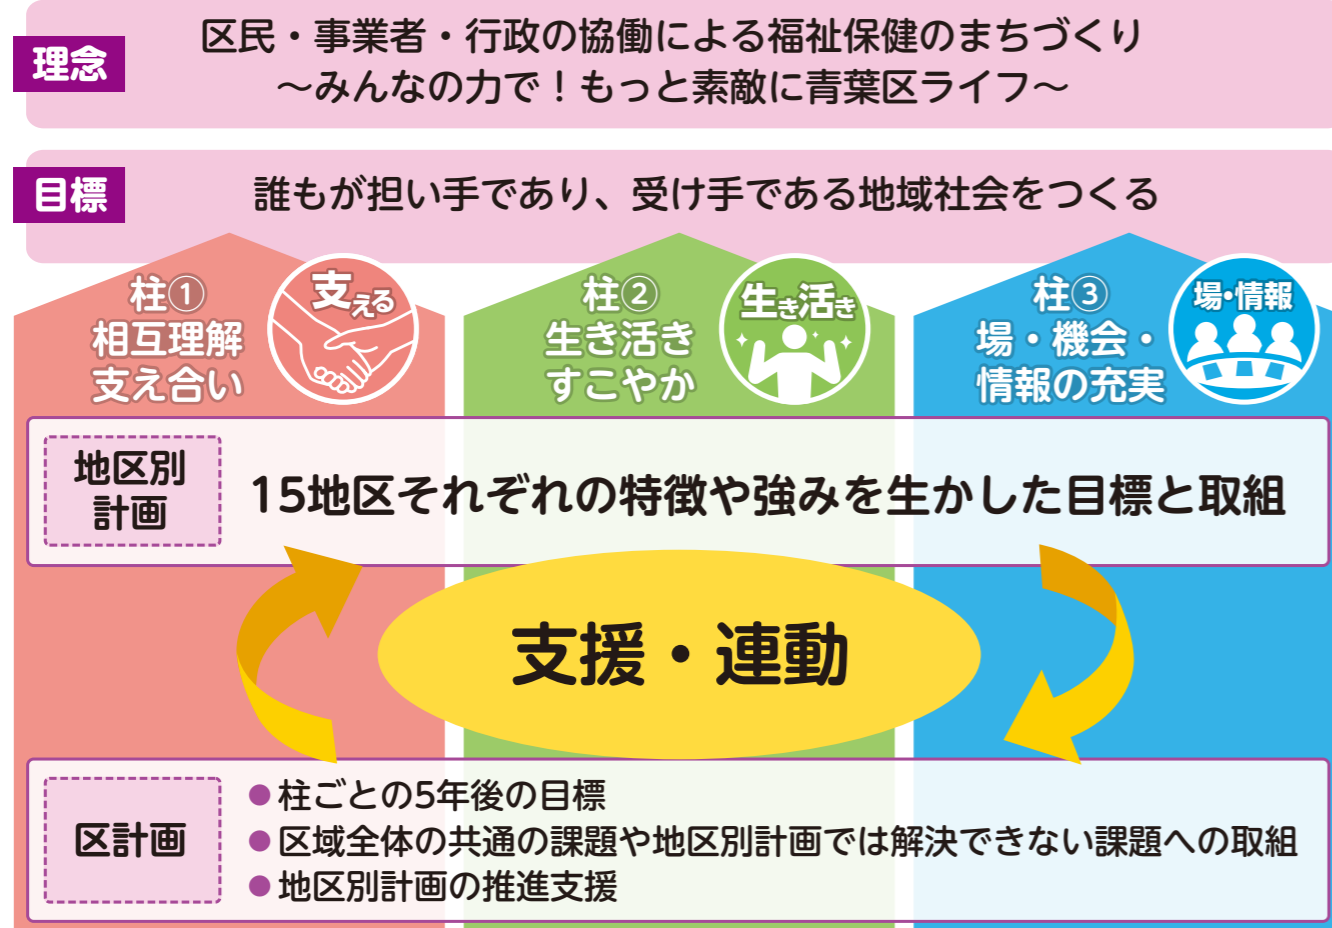 理念
区民・事業者・行政の協働による福祉保健のまちづくり
～みんなの力で！もっと素敵に青葉区ライフ～
目標
誰もが担い手であり、受け手である地域社会をつくる
柱①
相互理解
支え合い
支える
柱②
生き活き
すこやか
生き活き
柱③
場・機会・
情報の充実
場・情報
地区別
計画
15地区それぞれの特徴や強みを生かした目標と取組
支援・連動
区計画
●柱ごとの5年後の目標
●区域全体の共通の課題や地区別計画では解決できない課題への取組
●地区別計画の推進支援